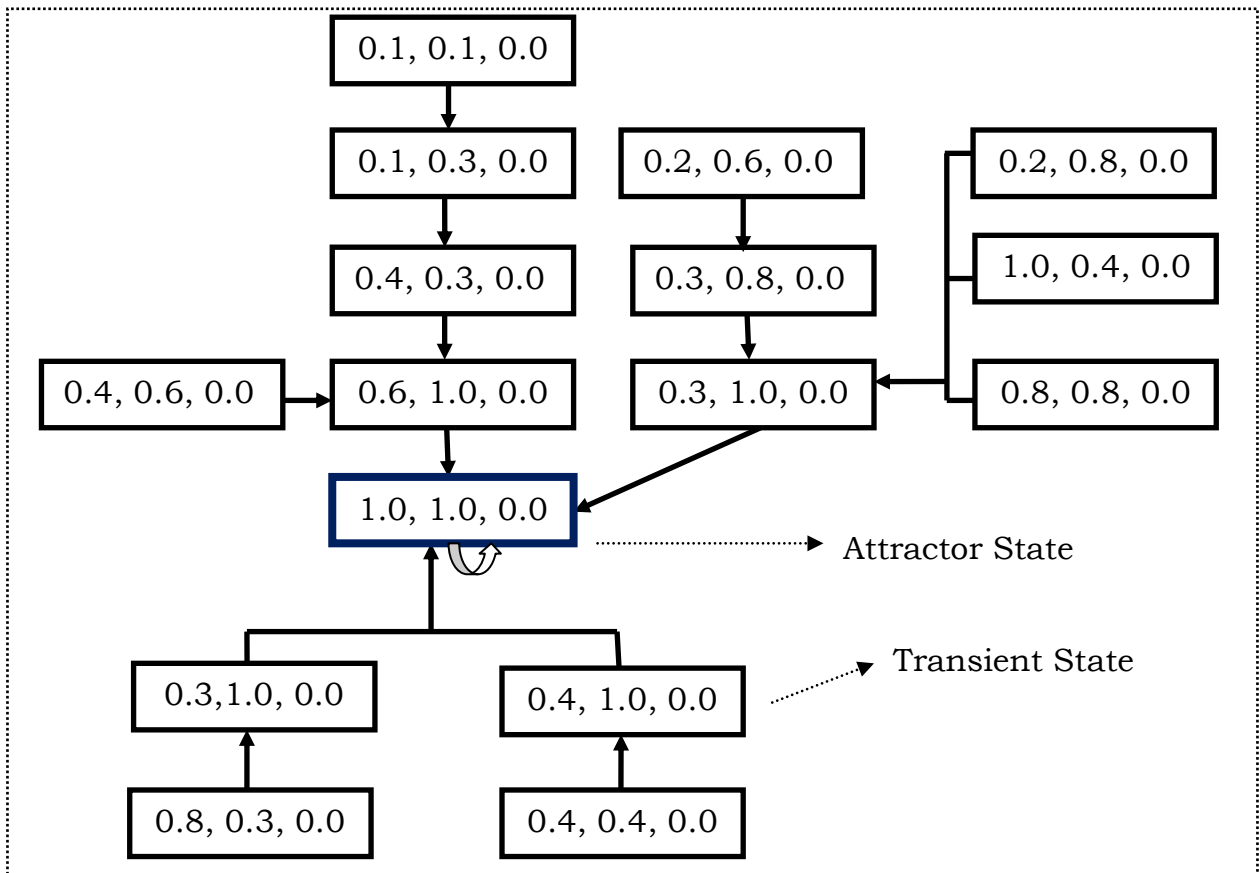 0.1, 0.1, 0.0
0.1, 0.3, 0.0
0.2, 0.6, 0.0
0.2, 0.8, 0.0
0.4, 0.3, 0.0
0.3, 0.8, 0.0
1.0, 0.4, 0.0
0.4, 0.6, 0.0
0.6, 1.0, 0.0
0.3, 1.0, 0.0
0.8, 0.8, 0.0
1.0, 1.0, 0.0
Attractor State
Transient State
0.3,1.0, 0.0
0.4, 1.0, 0.0
0.8, 0.3, 0.0
0.4, 0.4, 0.0